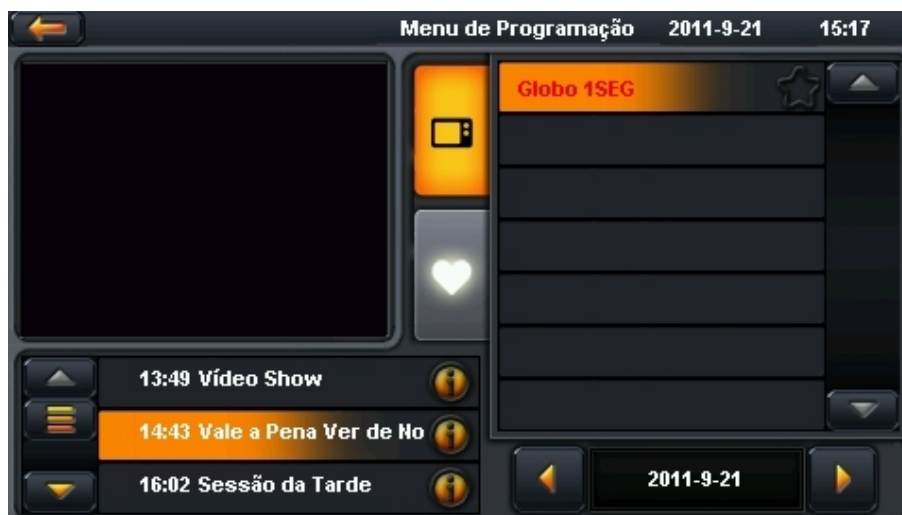 Menu de Programação 2011-9-21 15:17
Globo 1SEG
13:49 Vídeo Show
14:43 Vale a Pena Ver de No
16:02 Sessão da Tarde
2011-9-21